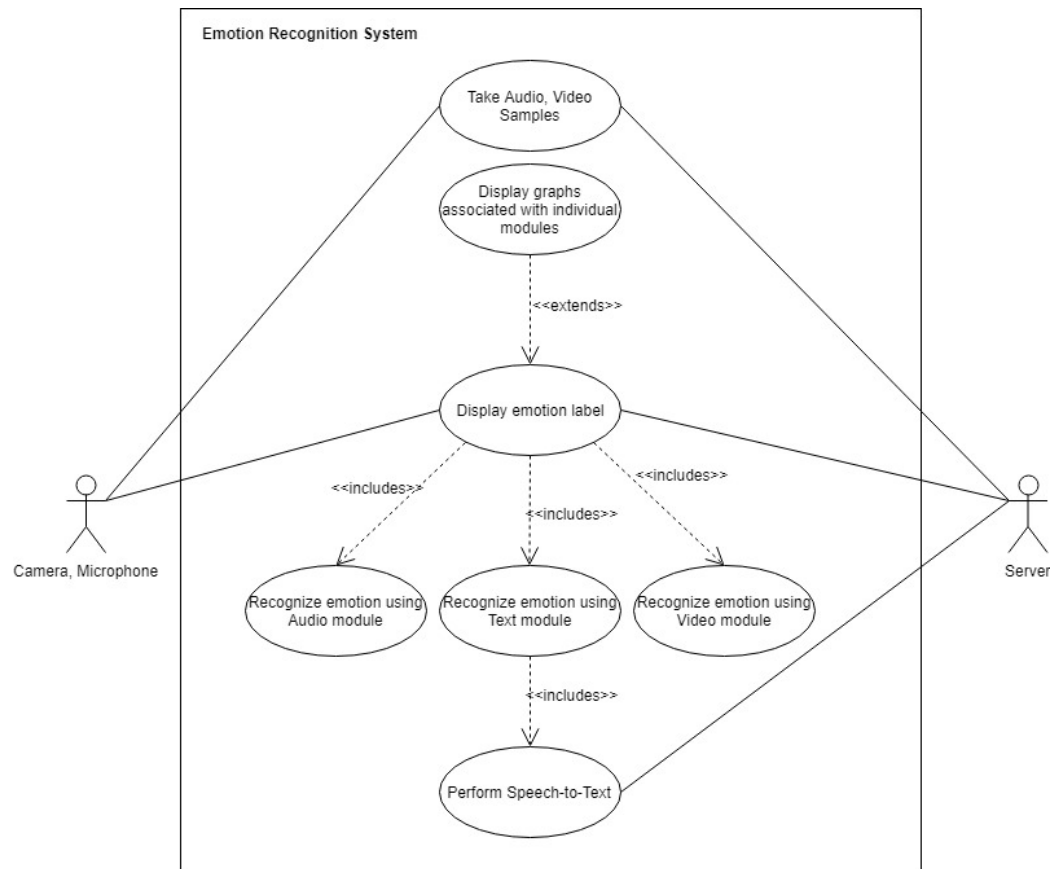 Emotion Recognition System
Take Audio, Video
Samples
Display graphs
associated with individual
modules
<<extends>>
Display emotion label
<<includes>>
<<includes>>
<<includes>>
Camera, Microphone
Server
Recognize emotion using
Audio module
Recognize emotion using
Text module
Recognize emotion using
Video module
<<includes>>
Perform Speech-to-Text